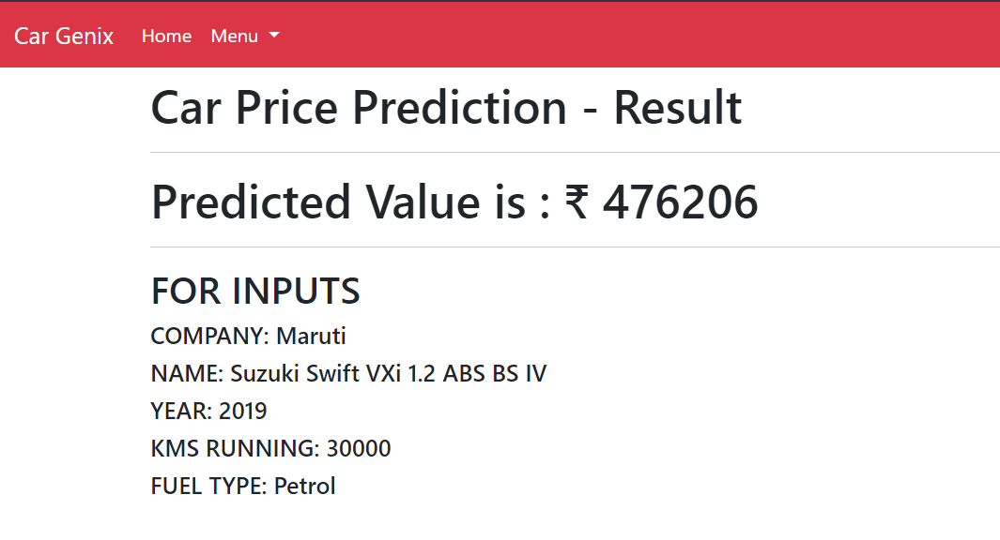 Car Genix Home Menu
Car Price Prediction - Result
Predicted Value is : ₹ 476206
FOR INPUTS
COMPANY: Maruti
NAME: Suzuki Swift VXi 1.2 ABS BS IV
YEAR: 2019
KMS RUNNING: 30000
FUEL TYPE: Petrol